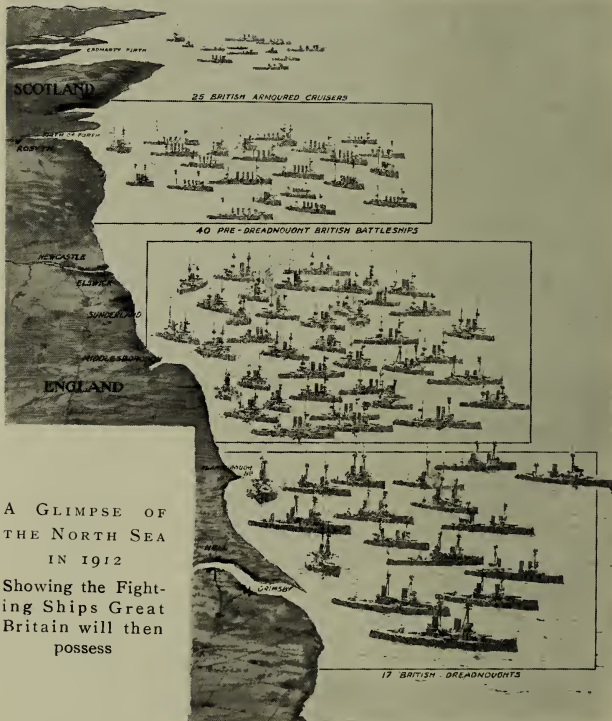 CROMARTY FIRTH
SCOTLAND
25 BRITISH ARMOURED CRUISERS
FIRTH OF FORTH
ROSYTH
40 PRE-DREADNOUGHT BRITISH BATTLESHIPS
NEWCASTLE
ELSWICK
SUNDERLAND
MIDDLESBOROUGH
ENGLAND
HULL
GRIMSBY
17 BRITISH DREADNOUGHTS
A GLIMPSE OF
THE NORTH SEA
IN 1912
Showing the Fight-
ing Ships Great
Britain will then
possess